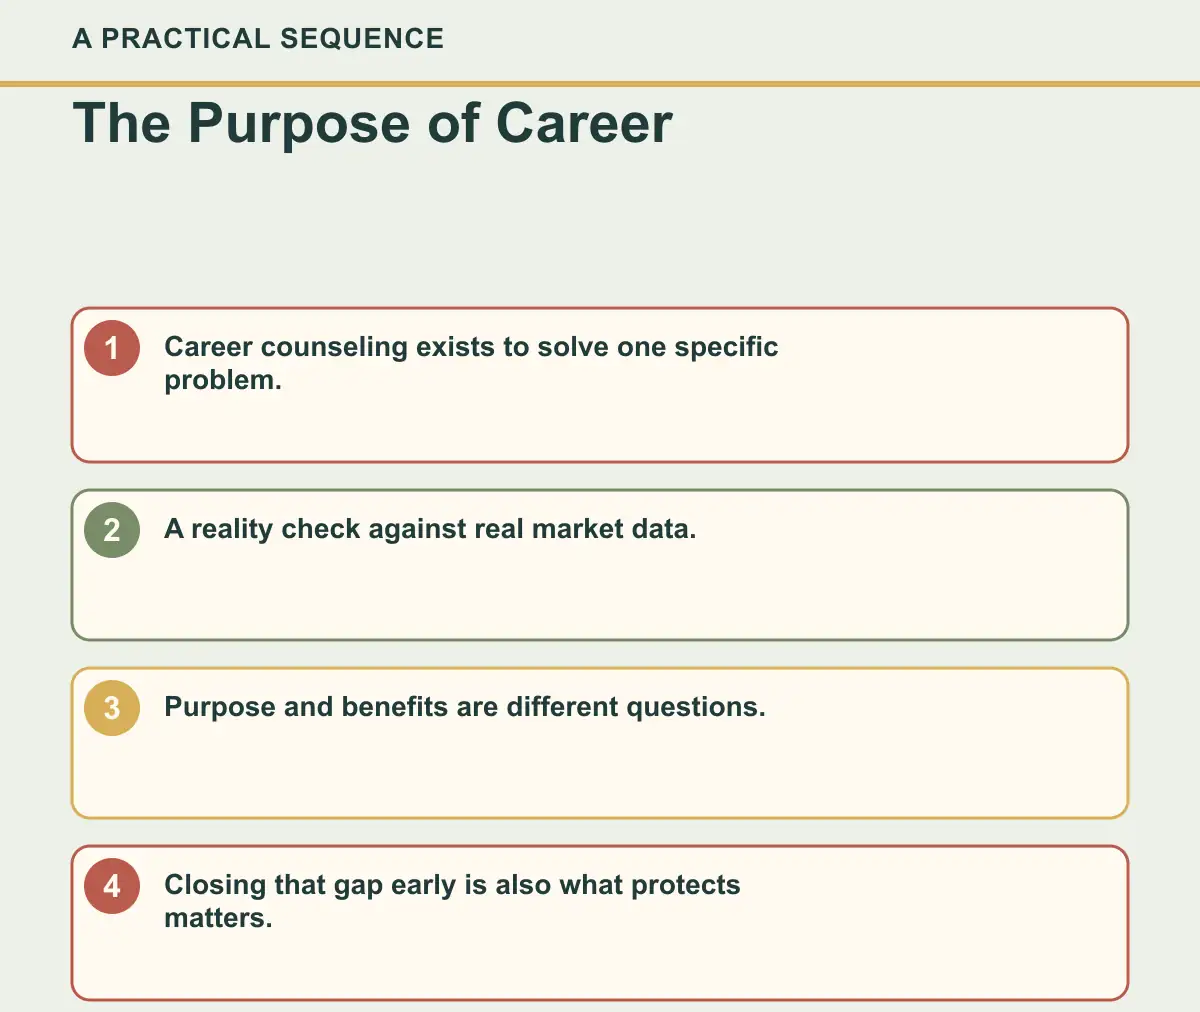 A PRACTICAL SEQUENCE
The Purpose of Career
1
Career counseling exists to solve one specific
problem.
2
A reality check against real market data.
3
Purpose and benefits are different questions.
4
Closing that gap early is also what protects
matters.